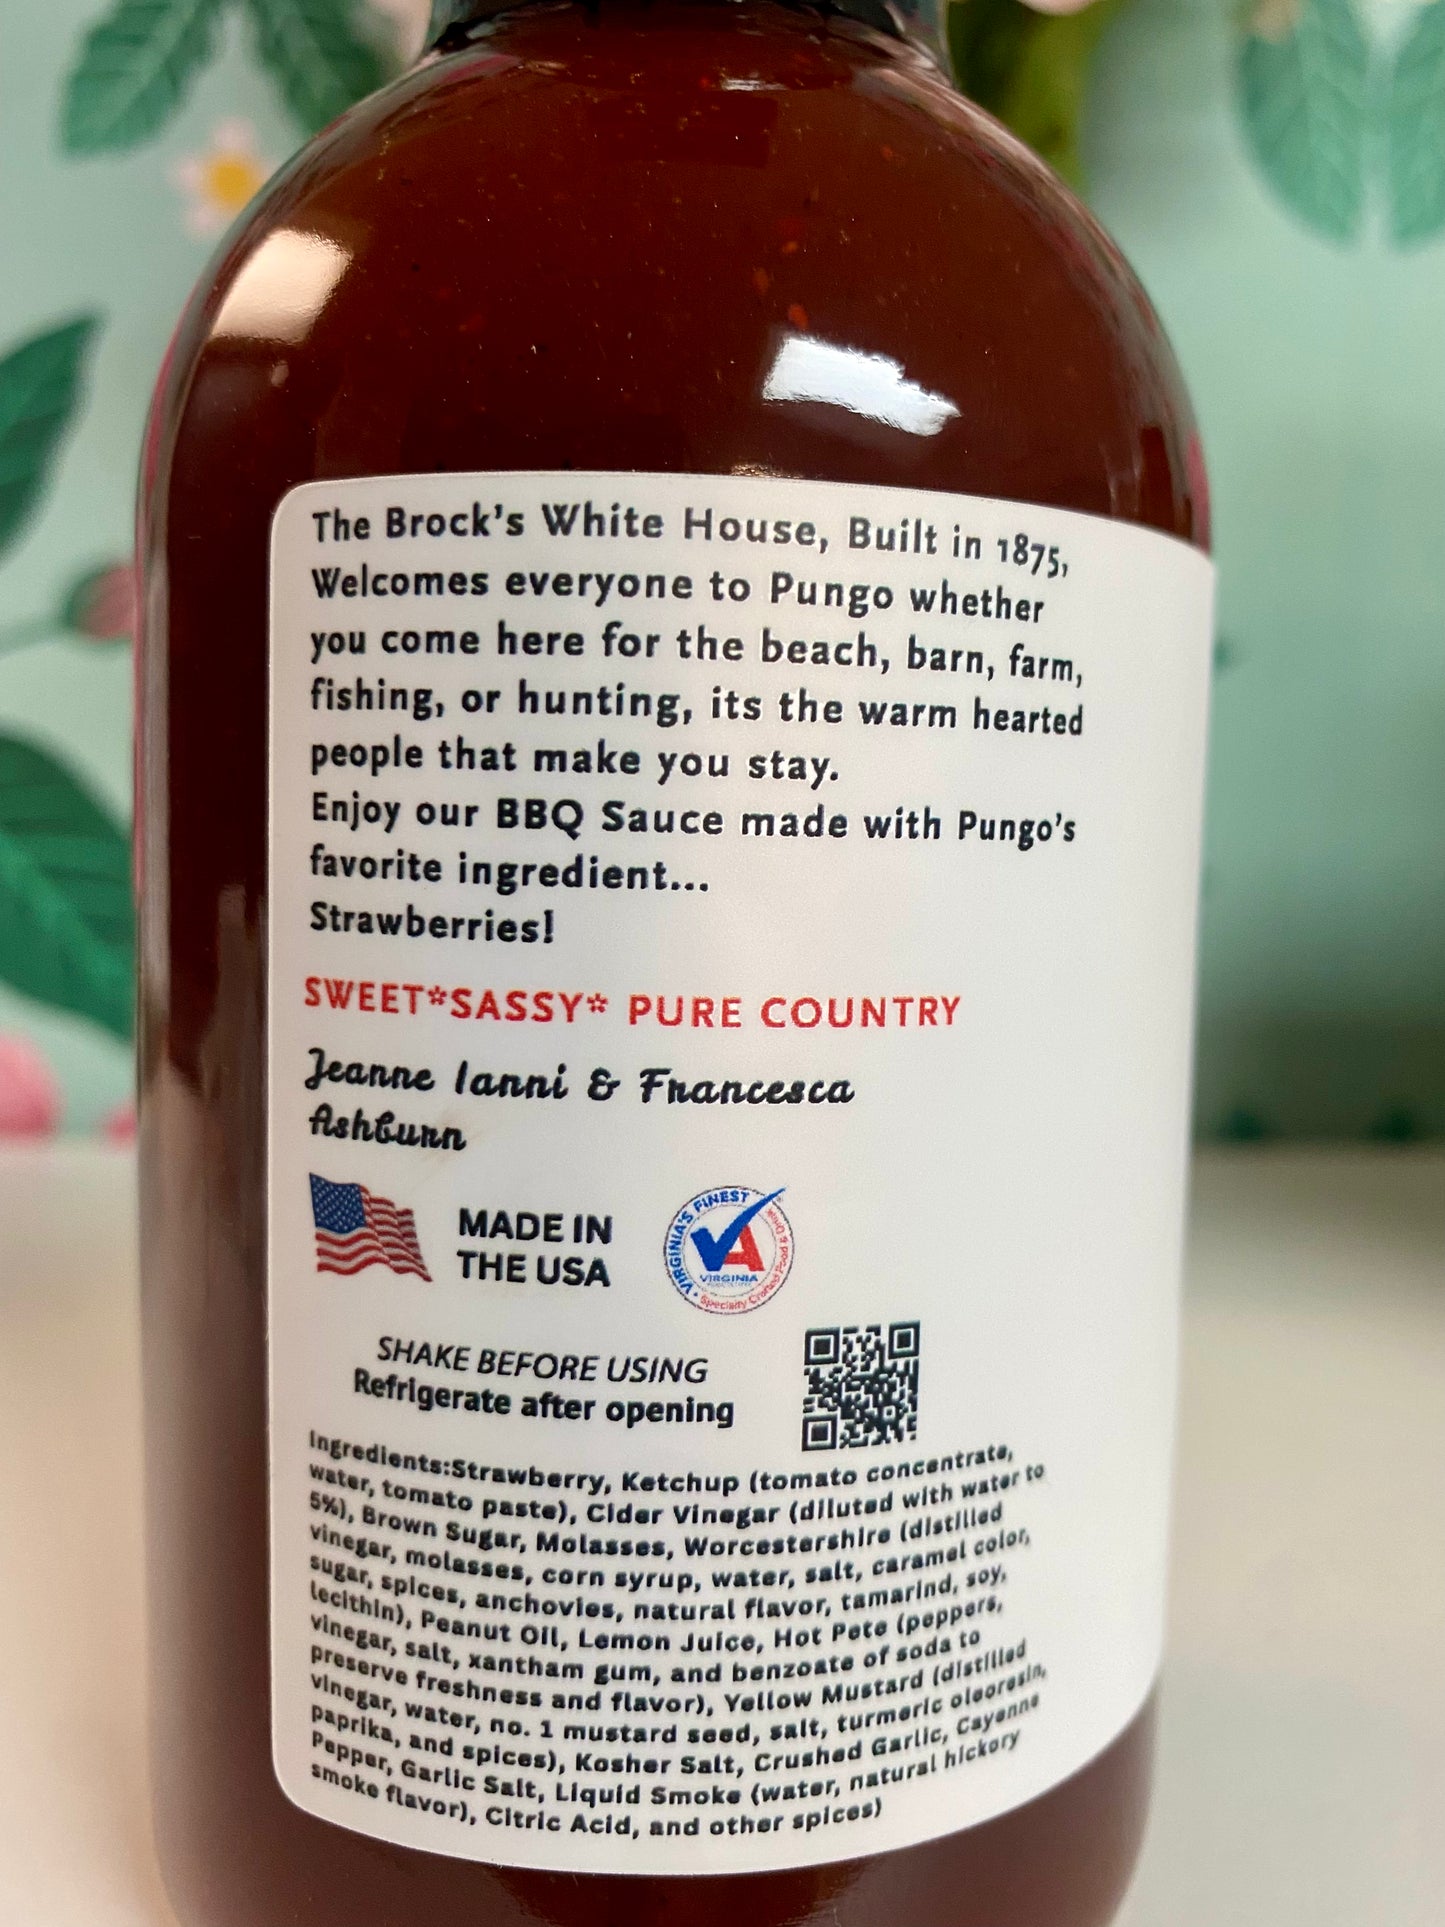 The Brock's White House, Built in 1875,
Welcomes everyone to Pungo whether
you come here for the beach, barn, farm,
fishing, or hunting, its the warm hearted
people that make you stay.
Enjoy our BBQ Sauce made with Pungo's
favorite ingredient...
Strawberries!
SWEET*SASSY* PURE COUNTRY
Jeanne Ianni & Francesca
Ashburn
MADE IN
THE USA
VIRGINIA'S FINEST
VA
VIRGINIA
Specialty Crafted Food & Drink
SHAKE BEFORE USING
Refrigerate after opening
Ingredients:Strawberry, Ketchup (tomato concentrate,
water, tomato paste), Cider Vinegar (diluted with water to
5%), Brown Sugar, Molasses, Worcestershire (distilled
vinegar, molasses, corn syrup, water, salt, caramel color,
sugar, spices, anchovies, natural flavor, tamarind, soy,
lecithin), Peanut Oil, Lemon Juice, Hot Pete (peppers,
vinegar, salt, xantham gum, and benzoate of soda to
preserve freshness and flavor), Yellow Mustard (distilled
vinegar, water, no. 1 mustard seed, salt, turmeric oleoresin,
paprika, and spices), Kosher Salt, Crushed Garlic, Cayenne
Pepper, Garlic Salt, Liquid Smoke (water, natural hickory
smoke flavor), Citric Acid, and other spices)